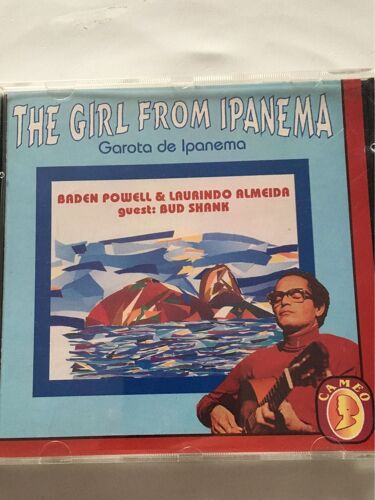 THE GIRL FROM IPANEMA
Garota de Ipanema
BADEN POWELL & LAURINDO ALMEIDA
guest: BUD SHANK
CAMEO